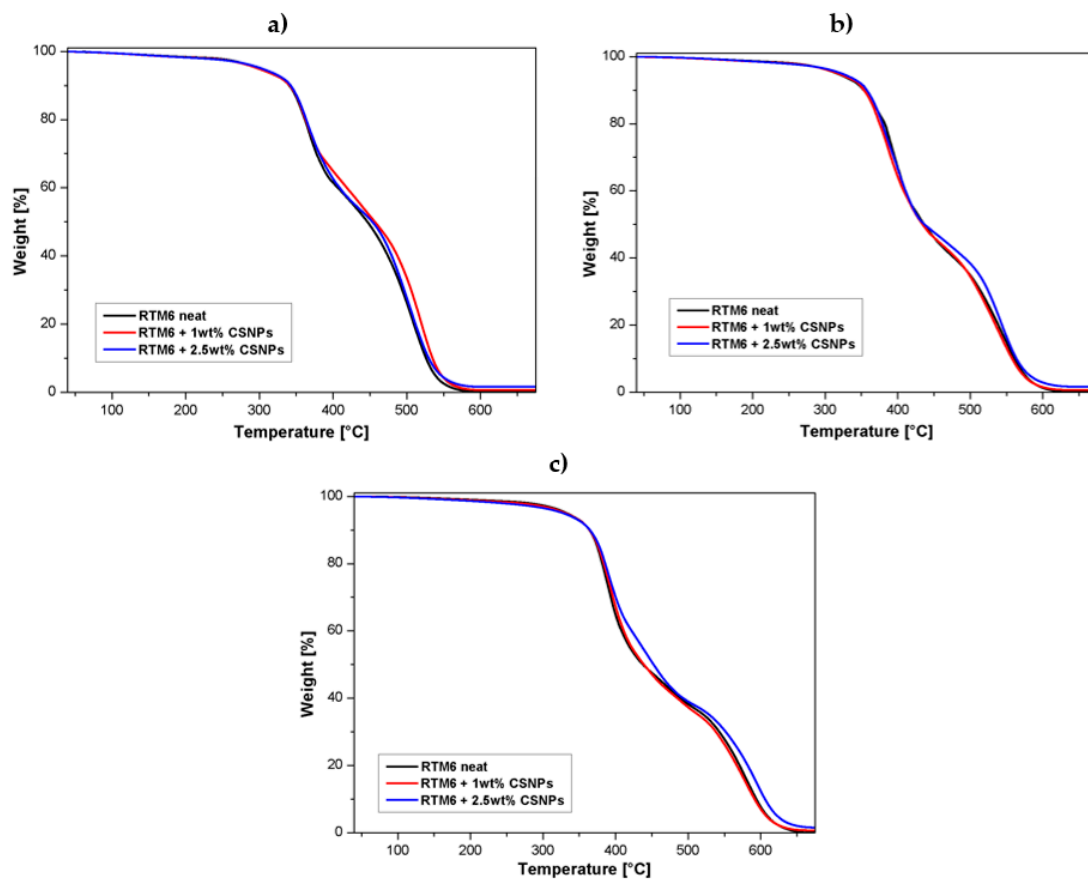 a)
100
80
60
40
20
0
Weight [%]
RTM6 neat
RTM6 + 1wt% CSNPs
RTM6 + 2.5wt% CSNPs
100 200 300 400 500 600
Temperature [°C]
b)
100
80
60
40
20
0
Weight [%]
RTM6 neat
RTM6 + 1wt% CSNPs
RTM6 + 2.5wt% CSNPs
100 200 300 400 500 600
Temperature [°C]
c)
100
80
60
40
20
0
Weight [%]
RTM6 neat
RTM6 + 1wt% CSNPs
RTM6 + 2.5wt% CSNPs
100 200 300 400 500 600
Temperature [°C]